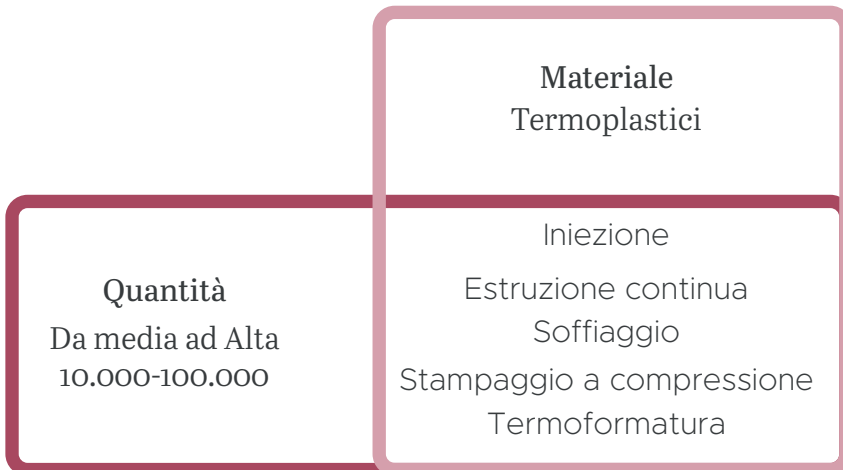 Materiale
Termoplastici
Quantità
Da media ad Alta
10.000-100.000
Iniezione
Estruzione continua
Soffiaggio
Stampaggio a compressione
Termoformatura